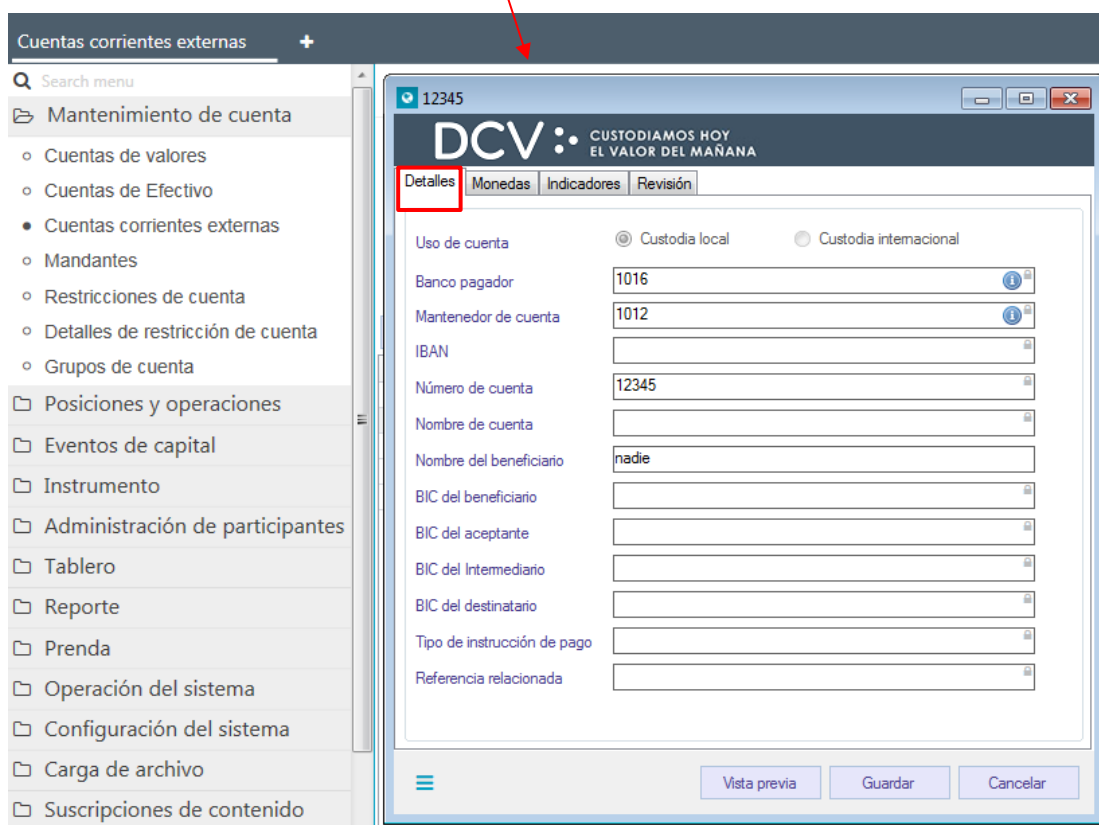 Cuentas corrientes externas +
Search menu
Mantenimiento de cuenta
Cuentas de valores
Cuentas de Efectivo
Cuentas corrientes externas
Mandantes
Restricciones de cuenta
Detalles de restricción de cuenta
Grupos de cuenta
Posiciones y operaciones
Eventos de capital
Instrumento
Administración de participantes
Tablero
Reporte
Prenda
Operación del sistema
Configuración del sistema
Carga de archivo
Suscripciones de contenido
12345
DCV
CUSTODIAMOS HOY
EL VALOR DEL MAÑANA
Detalles Monedas Indicadores Revisión
Uso de cuenta Custodia local Custodia internacional
Banco pagador 1016
Mantenedor de cuenta 1012
IBAN
Número de cuenta 12345
Nombre de cuenta
Nombre del beneficiario nadie
BIC del beneficiario
BIC del aceptante
BIC del Intermediario
BIC del destinatario
Tipo de instrucción de pago
Referencia relacionada
Vista previa Guardar Cancelar